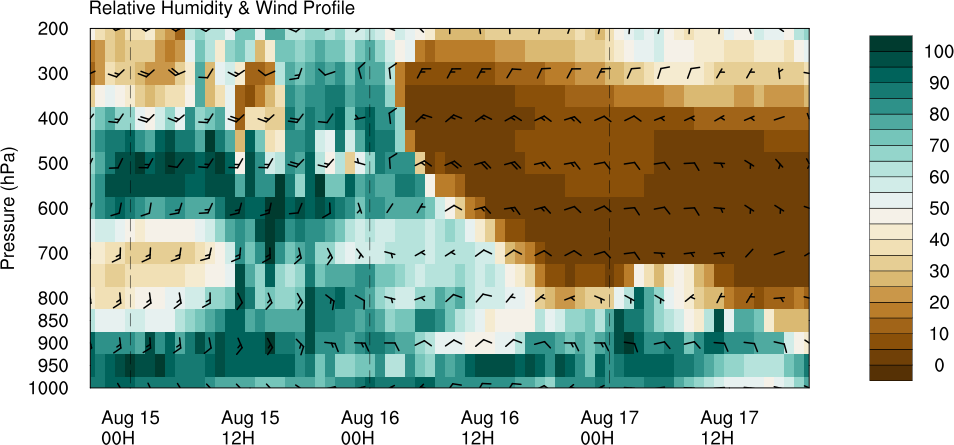 Relative Humidity & Wind Profile
Pressure (hPa)
200
300
400
500
600
700
800
850
900
950
1000
Aug 15
00H
Aug 15
12H
Aug 16
00H
Aug 16
12H
Aug 17
00H
Aug 17
12H
100
90
80
70
60
50
40
30
20
10
0